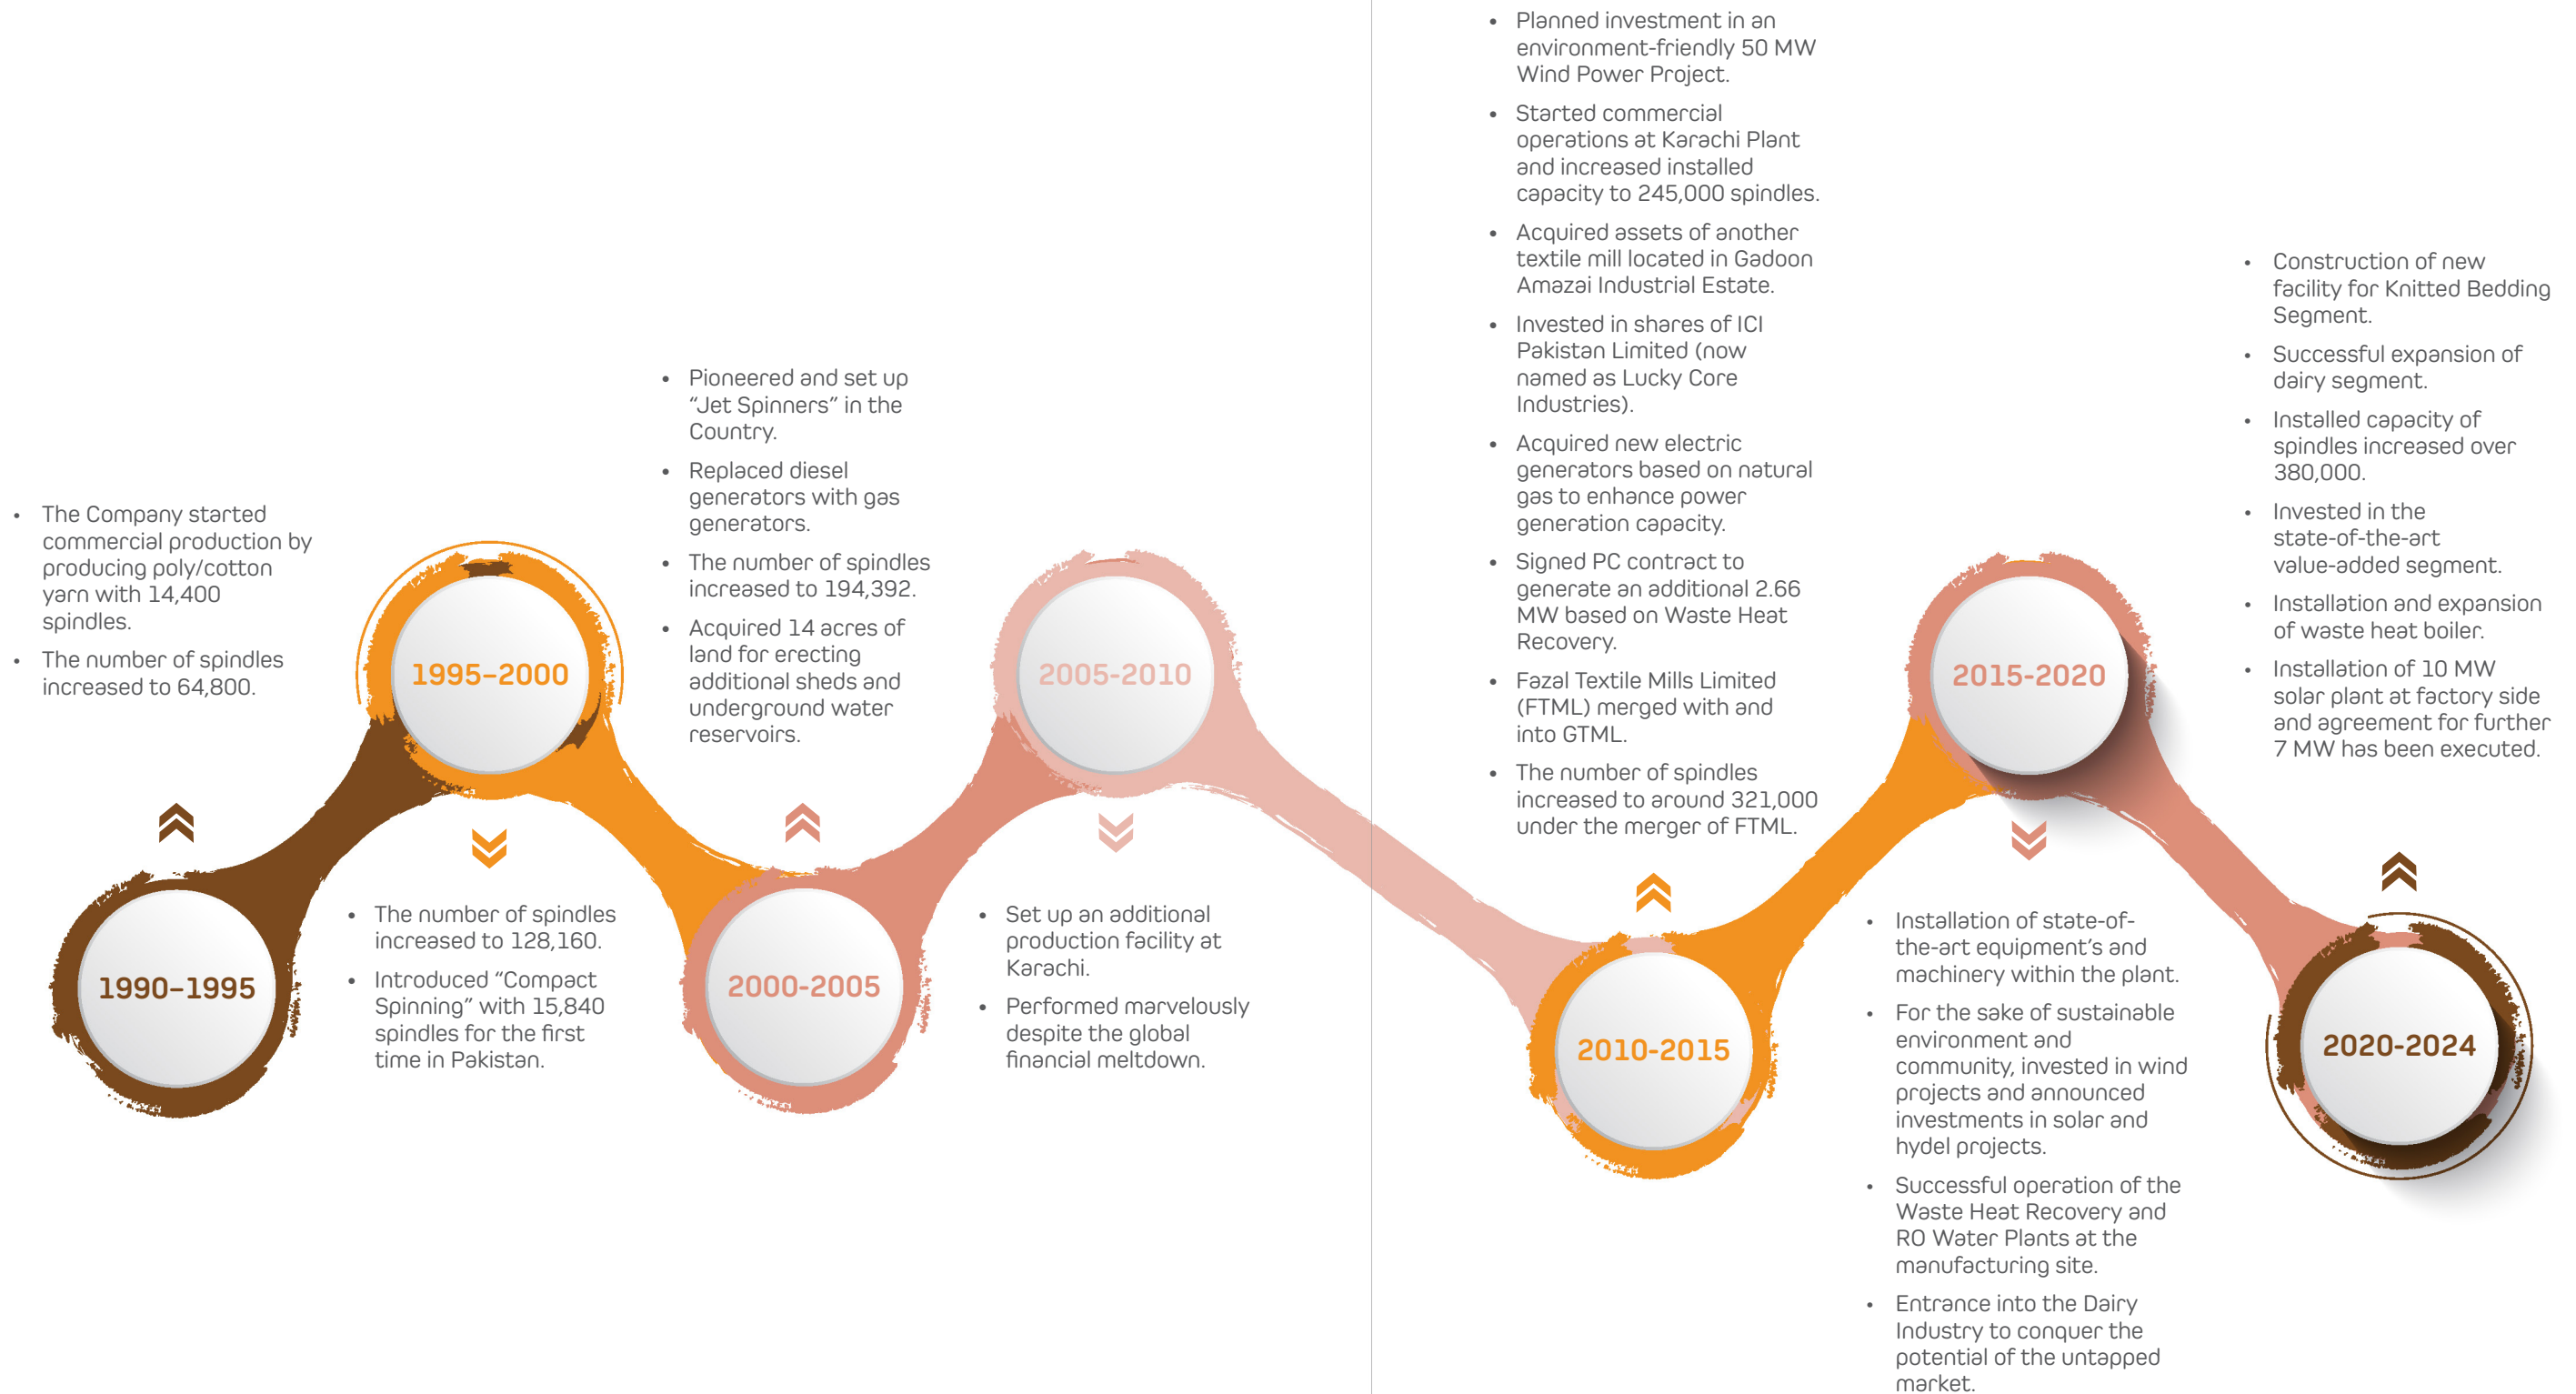 • The Company started
commercial production by
producing poly/cotton
yarn with 14,400
spindles.
• The number of spindles
increased to 64,800.
1990–1995
1995–2000
• The number of spindles
increased to 128,160.
• Introduced “Compact
Spinning” with 15,840
spindles for the first
time in Pakistan.
• Pioneered and set up
“Jet Spinners” in the
Country.
• Replaced diesel
generators with gas
generators.
• The number of spindles
increased to 194,392.
• Acquired 14 acres of
land for erecting
additional sheds and
underground water
reservoirs.
2000-2005
2005-2010
• Set up an additional
production facility at
Karachi.
• Performed marvelously
despite the global
financial meltdown.
• Planned investment in an
environment-friendly 50 MW
Wind Power Project.
• Started commercial
operations at Karachi Plant
and increased installed
capacity to 245,000 spindles.
• Acquired assets of another
textile mill located in Gadoon
Amazai Industrial Estate.
• Invested in shares of ICI
Pakistan Limited (now
named as Lucky Core
Industries).
• Acquired new electric
generators based on natural
gas to enhance power
generation capacity.
• Signed PC contract to
generate an additional 2.66
MW based on Waste Heat
Recovery.
• Fazal Textile Mills Limited
(FTML) merged with and
into GTML.
• The number of spindles
increased to around 321,000
under the merger of FTML.
2010-2015
2015-2020
• Installation of state-of-
the-art equipment’s and
machinery within the plant.
• For the sake of sustainable
environment and
community, invested in wind
projects and announced
investments in solar and
hydel projects.
• Successful operation of the
Waste Heat Recovery and
RO Water Plants at the
manufacturing site.
• Entrance into the Dairy
Industry to conquer the
potential of the untapped
market.
• Construction of new
facility for Knitted Bedding
Segment.
• Successful expansion of
dairy segment.
• Installed capacity of
spindles increased over
380,000.
• Invested in the
state-of-the-art
value-added segment.
• Installation and expansion
of waste heat boiler.
• Installation of 10 MW
solar plant at factory side
and agreement for further
7 MW has been executed.
2020-2024